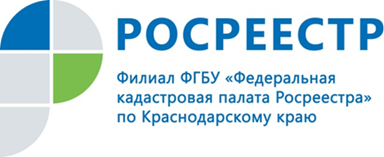 РОСРЕЕСТР
Филиал ФГБУ «Федеральная
кадастровая палата Росреестра»
по Краснодарскому краю